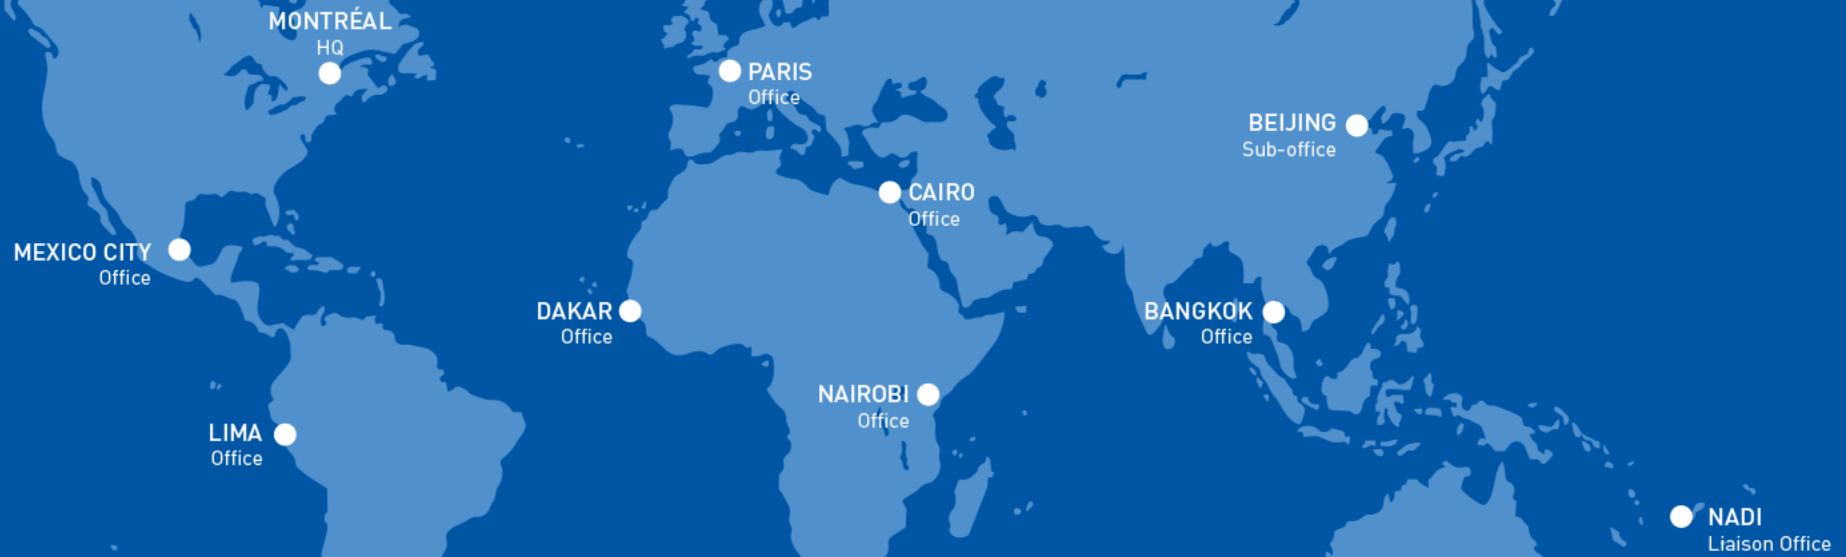 MONTRÉAL
HQ
PARIS
Office
BEIJING
Sub-office
CAIRO
Office
MEXICO CITY
Office
DAKAR
Office
BANGKOK
Office
NAIROBI
Office
LIMA
Office
NADI
Liaison Office